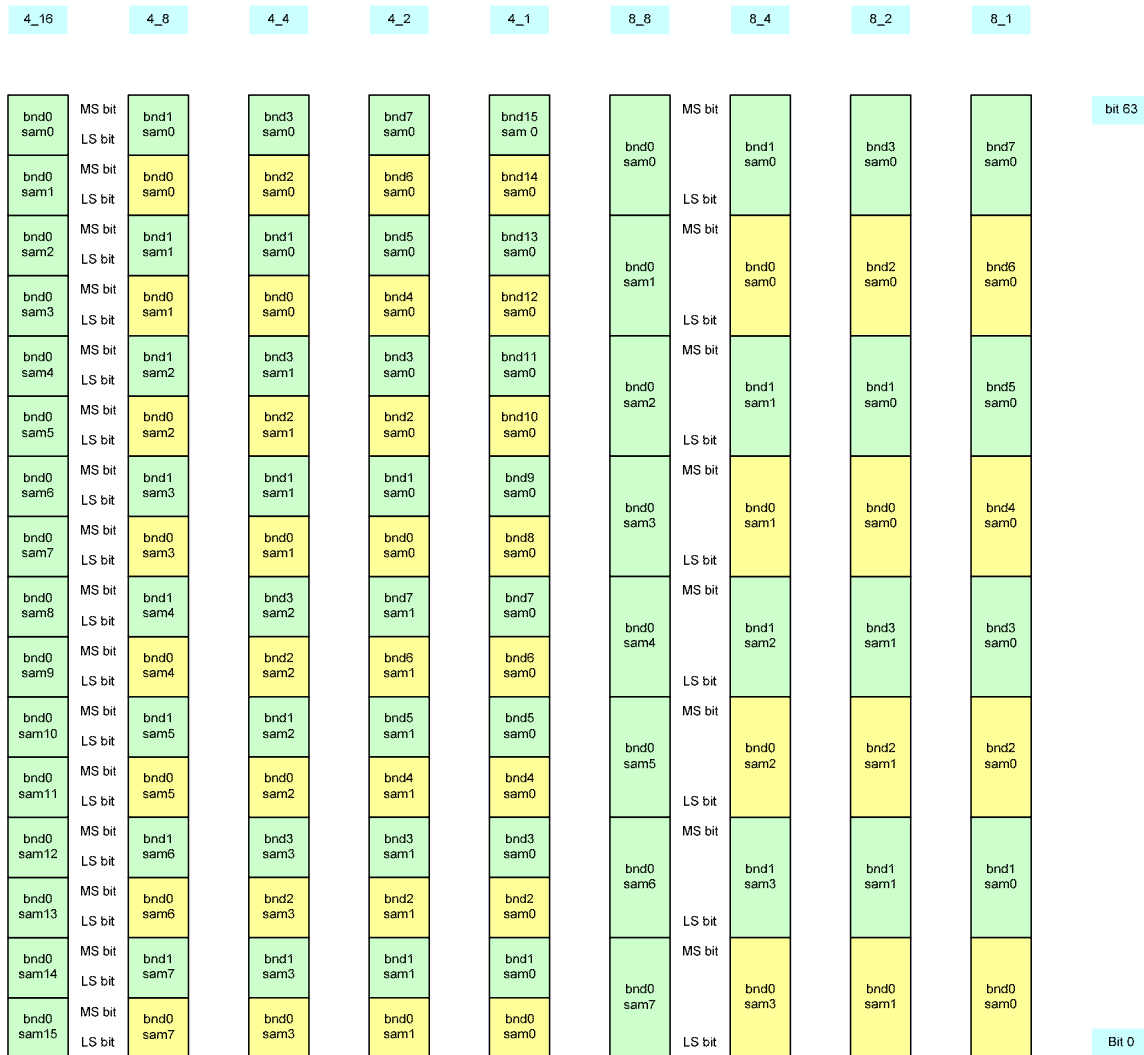 4_16
4_8
4_4
4_2
4_1
8_8
8_4
8_2
8_1
bnd0
sam0
bnd0
sam1
bnd0
sam2
bnd0
sam3
bnd0
sam4
bnd0
sam5
bnd0
sam6
bnd0
sam7
bnd0
sam8
bnd0
sam9
bnd0
sam10
bnd0
sam11
bnd0
sam12
bnd0
sam13
bnd0
sam14
bnd0
sam15
MS bit
LS bit
MS bit
LS bit
MS bit
LS bit
MS bit
LS bit
MS bit
LS bit
MS bit
LS bit
MS bit
LS bit
MS bit
LS bit
MS bit
LS bit
MS bit
LS bit
MS bit
LS bit
MS bit
LS bit
MS bit
LS bit
MS bit
LS bit
MS bit
LS bit
MS bit
LS bit
bnd1
sam0
bnd0
sam0
bnd1
sam1
bnd0
sam1
bnd1
sam2
bnd0
sam2
bnd1
sam3
bnd0
sam3
bnd1
sam4
bnd0
sam4
bnd1
sam5
bnd0
sam5
bnd1
sam6
bnd0
sam6
bnd1
sam7
bnd0
sam7
bnd3
sam0
bnd2
sam0
bnd1
sam0
bnd0
sam0
bnd3
sam1
bnd2
sam1
bnd1
sam1
bnd0
sam1
bnd3
sam2
bnd2
sam2
bnd1
sam2
bnd0
sam2
bnd3
sam3
bnd2
sam3
bnd1
sam3
bnd0
sam3
bnd7
sam0
bnd6
sam0
bnd5
sam0
bnd4
sam0
bnd3
sam0
bnd2
sam0
bnd1
sam0
bnd0
sam0
bnd7
sam1
bnd6
sam1
bnd5
sam1
bnd4
sam1
bnd3
sam1
bnd2
sam1
bnd1
sam1
bnd0
sam1
bnd15
sam 0
bnd14
sam0
bnd13
sam0
bnd12
sam0
bnd11
sam0
bnd10
sam0
bnd9
sam0
bnd8
sam0
bnd7
sam0
bnd6
sam0
bnd5
sam0
bnd4
sam0
bnd3
sam0
bnd2
sam0
bnd1
sam0
bnd0
sam0
bnd0
sam0
bnd0
sam1
bnd0
sam2
bnd0
sam3
bnd0
sam4
bnd0
sam5
bnd0
sam6
bnd0
sam7
MS bit
LS bit
MS bit
LS bit
MS bit
LS bit
MS bit
LS bit
MS bit
LS bit
MS bit
LS bit
MS bit
LS bit
MS bit
LS bit
bnd1
sam0
bnd0
sam0
bnd1
sam1
bnd0
sam1
bnd1
sam2
bnd0
sam2
bnd1
sam3
bnd0
sam3
bnd3
sam0
bnd2
sam0
bnd1
sam0
bnd0
sam0
bnd3
sam1
bnd2
sam1
bnd1
sam1
bnd0
sam1
bnd7
sam0
bnd6
sam0
bnd5
sam0
bnd4
sam0
bnd3
sam0
bnd2
sam0
bnd1
sam0
bnd0
sam0
bit 63
Bit 0